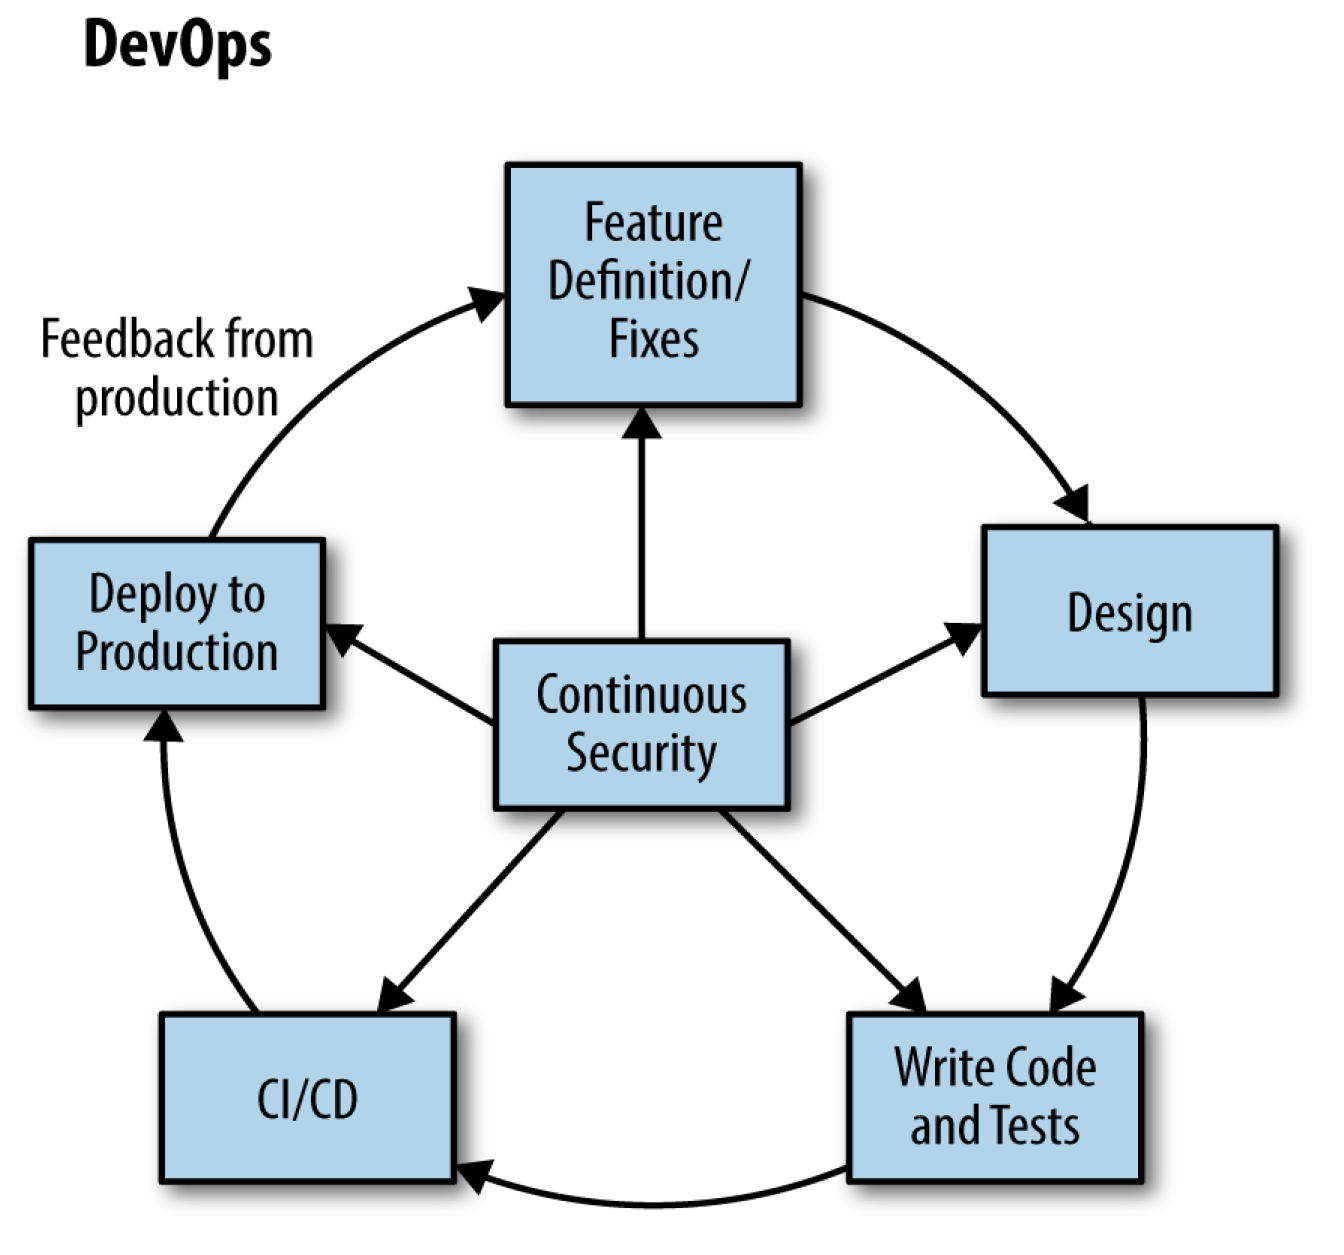 DevOps
Feature
Definition/
Fixes
Feedback from
production
Deploy to
Production
Design
Continuous
Security
CI/CD
Write Code
and Tests